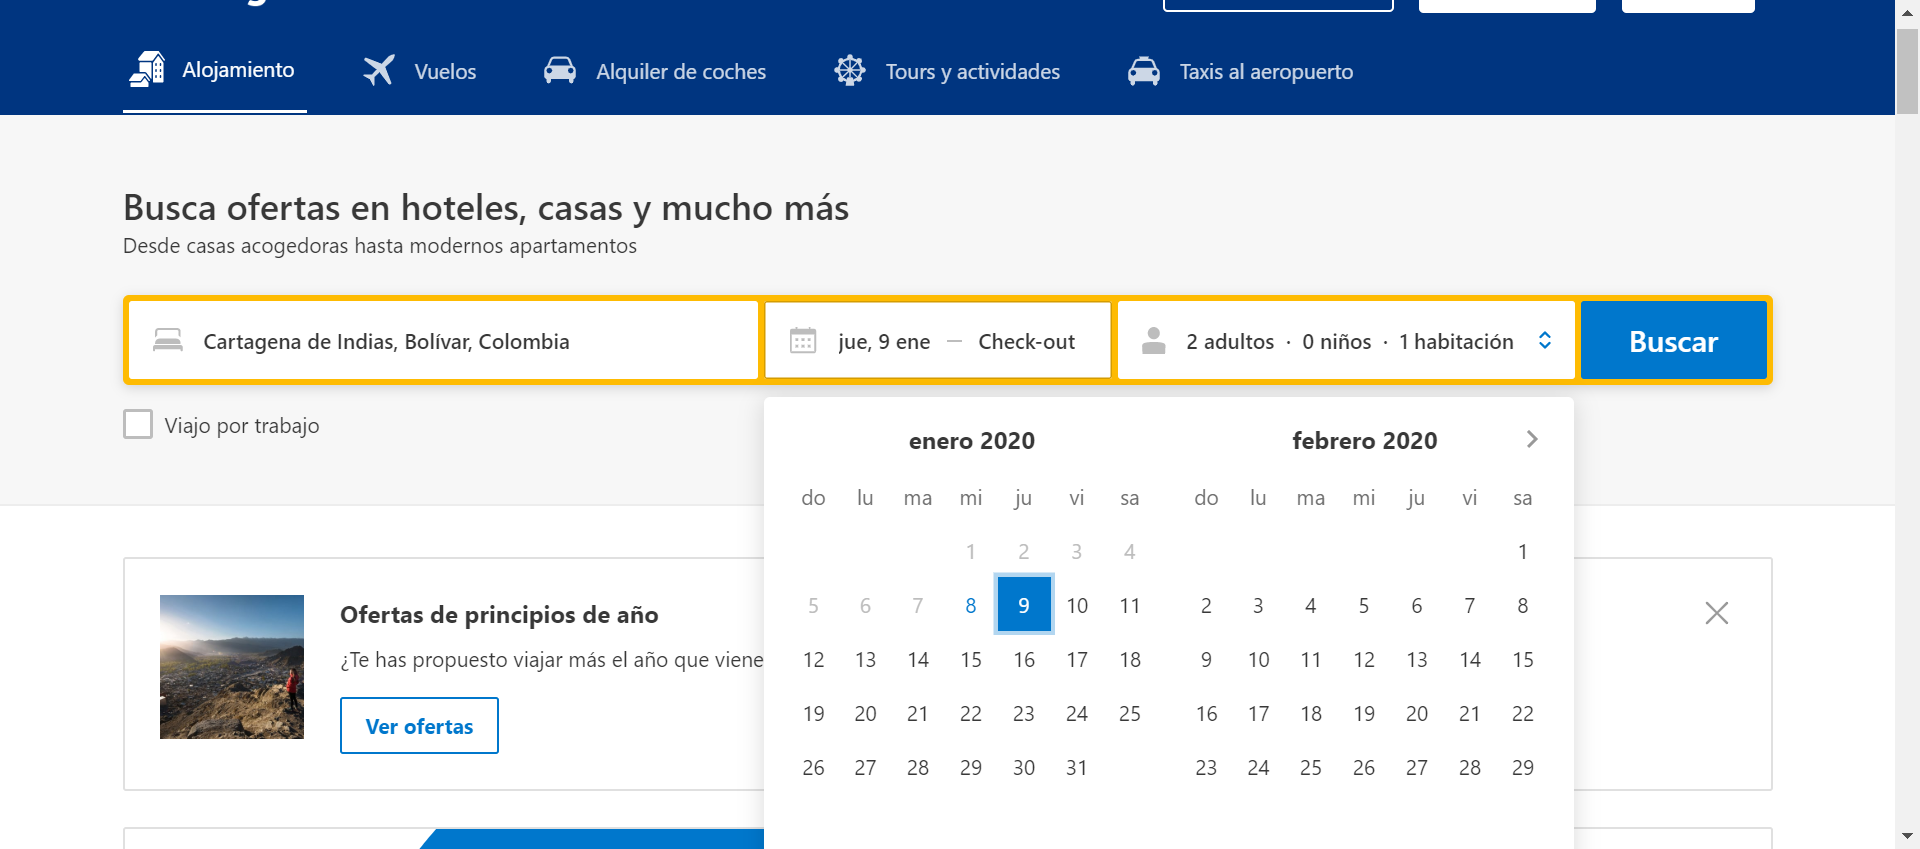 Alojamiento Vuelos Alquiler de coches Tours y actividades Taxis al aeropuerto
Busca ofertas en hoteles, casas y mucho más
Desde casas acogedoras hasta modernos apartamentos
Cartagena de Indias, Bolívar, Colombia jue, 9 ene — Check-out 2 adultos · 0 niños · 1 habitación Buscar
Viajo por trabajo
enero 2020
do lu ma mi ju vi sa
1 2 3 4
5 6 7 8 9 10 11
12 13 14 15 16 17 18
19 20 21 22 23 24 25
26 27 28 29 30 31
febrero 2020
do lu ma mi ju vi sa
1
2 3 4 5 6 7 8
9 10 11 12 13 14 15
16 17 18 19 20 21 22
23 24 25 26 27 28 29
Ofertas de principios de año
¿Te has propuesto viajar más el año que viene
Ver ofertas